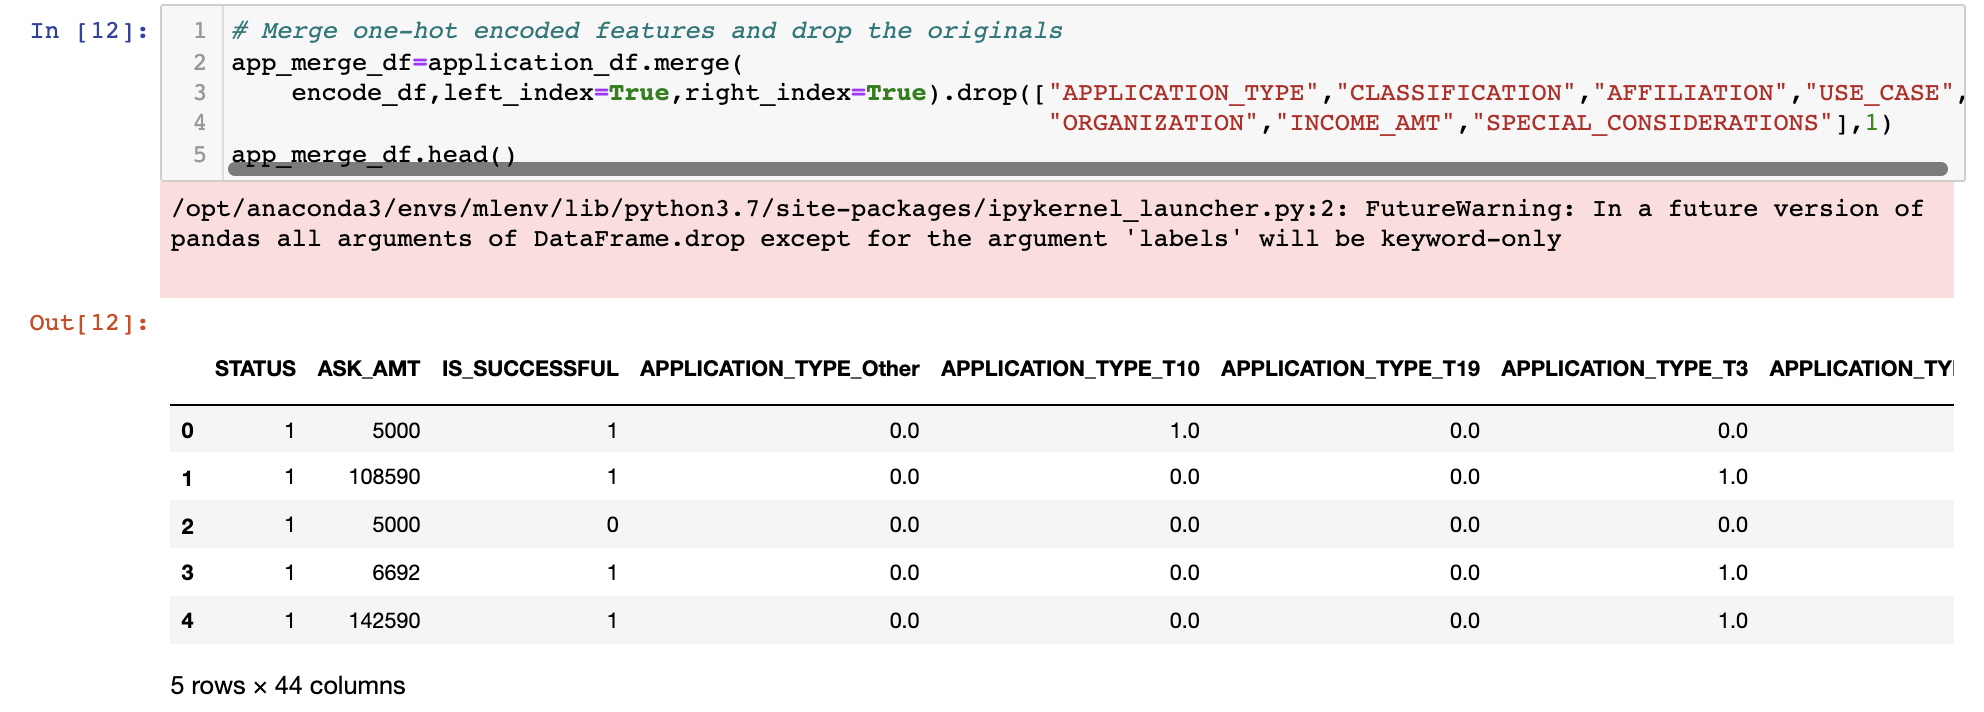 In [12]:
1 # Merge one-hot encoded features and drop the originals
2 app_merge_df=application_df.merge(
3     encode_df,left_index=True,right_index=True).drop(["APPLICATION_TYPE","CLASSIFICATION","AFFILIATION","USE_CASE",
4                                                       "ORGANIZATION","INCOME_AMT","SPECIAL_CONSIDERATIONS"],1)
5 app_merge_df.head()
/opt/anaconda3/envs/mlenv/lib/python3.7/site-packages/ipykernel_launcher.py:2: FutureWarning: In a future version of
pandas all arguments of DataFrame.drop except for the argument 'labels' will be keyword-only
Out[12]:
STATUS ASK_AMT IS_SUCCESSFUL APPLICATION_TYPE_Other APPLICATION_TYPE_T10 APPLICATION_TYPE_T19 APPLICATION_TYPE_T3 APPLICATION_TY
0 1 5000 1 0.0 1.0 0.0 0.0
1 1 108590 1 0.0 0.0 0.0 1.0
2 1 5000 0 0.0 0.0 0.0 0.0
3 1 6692 1 0.0 0.0 0.0 1.0
4 1 142590 1 0.0 0.0 0.0 1.0
5 rows × 44 columns